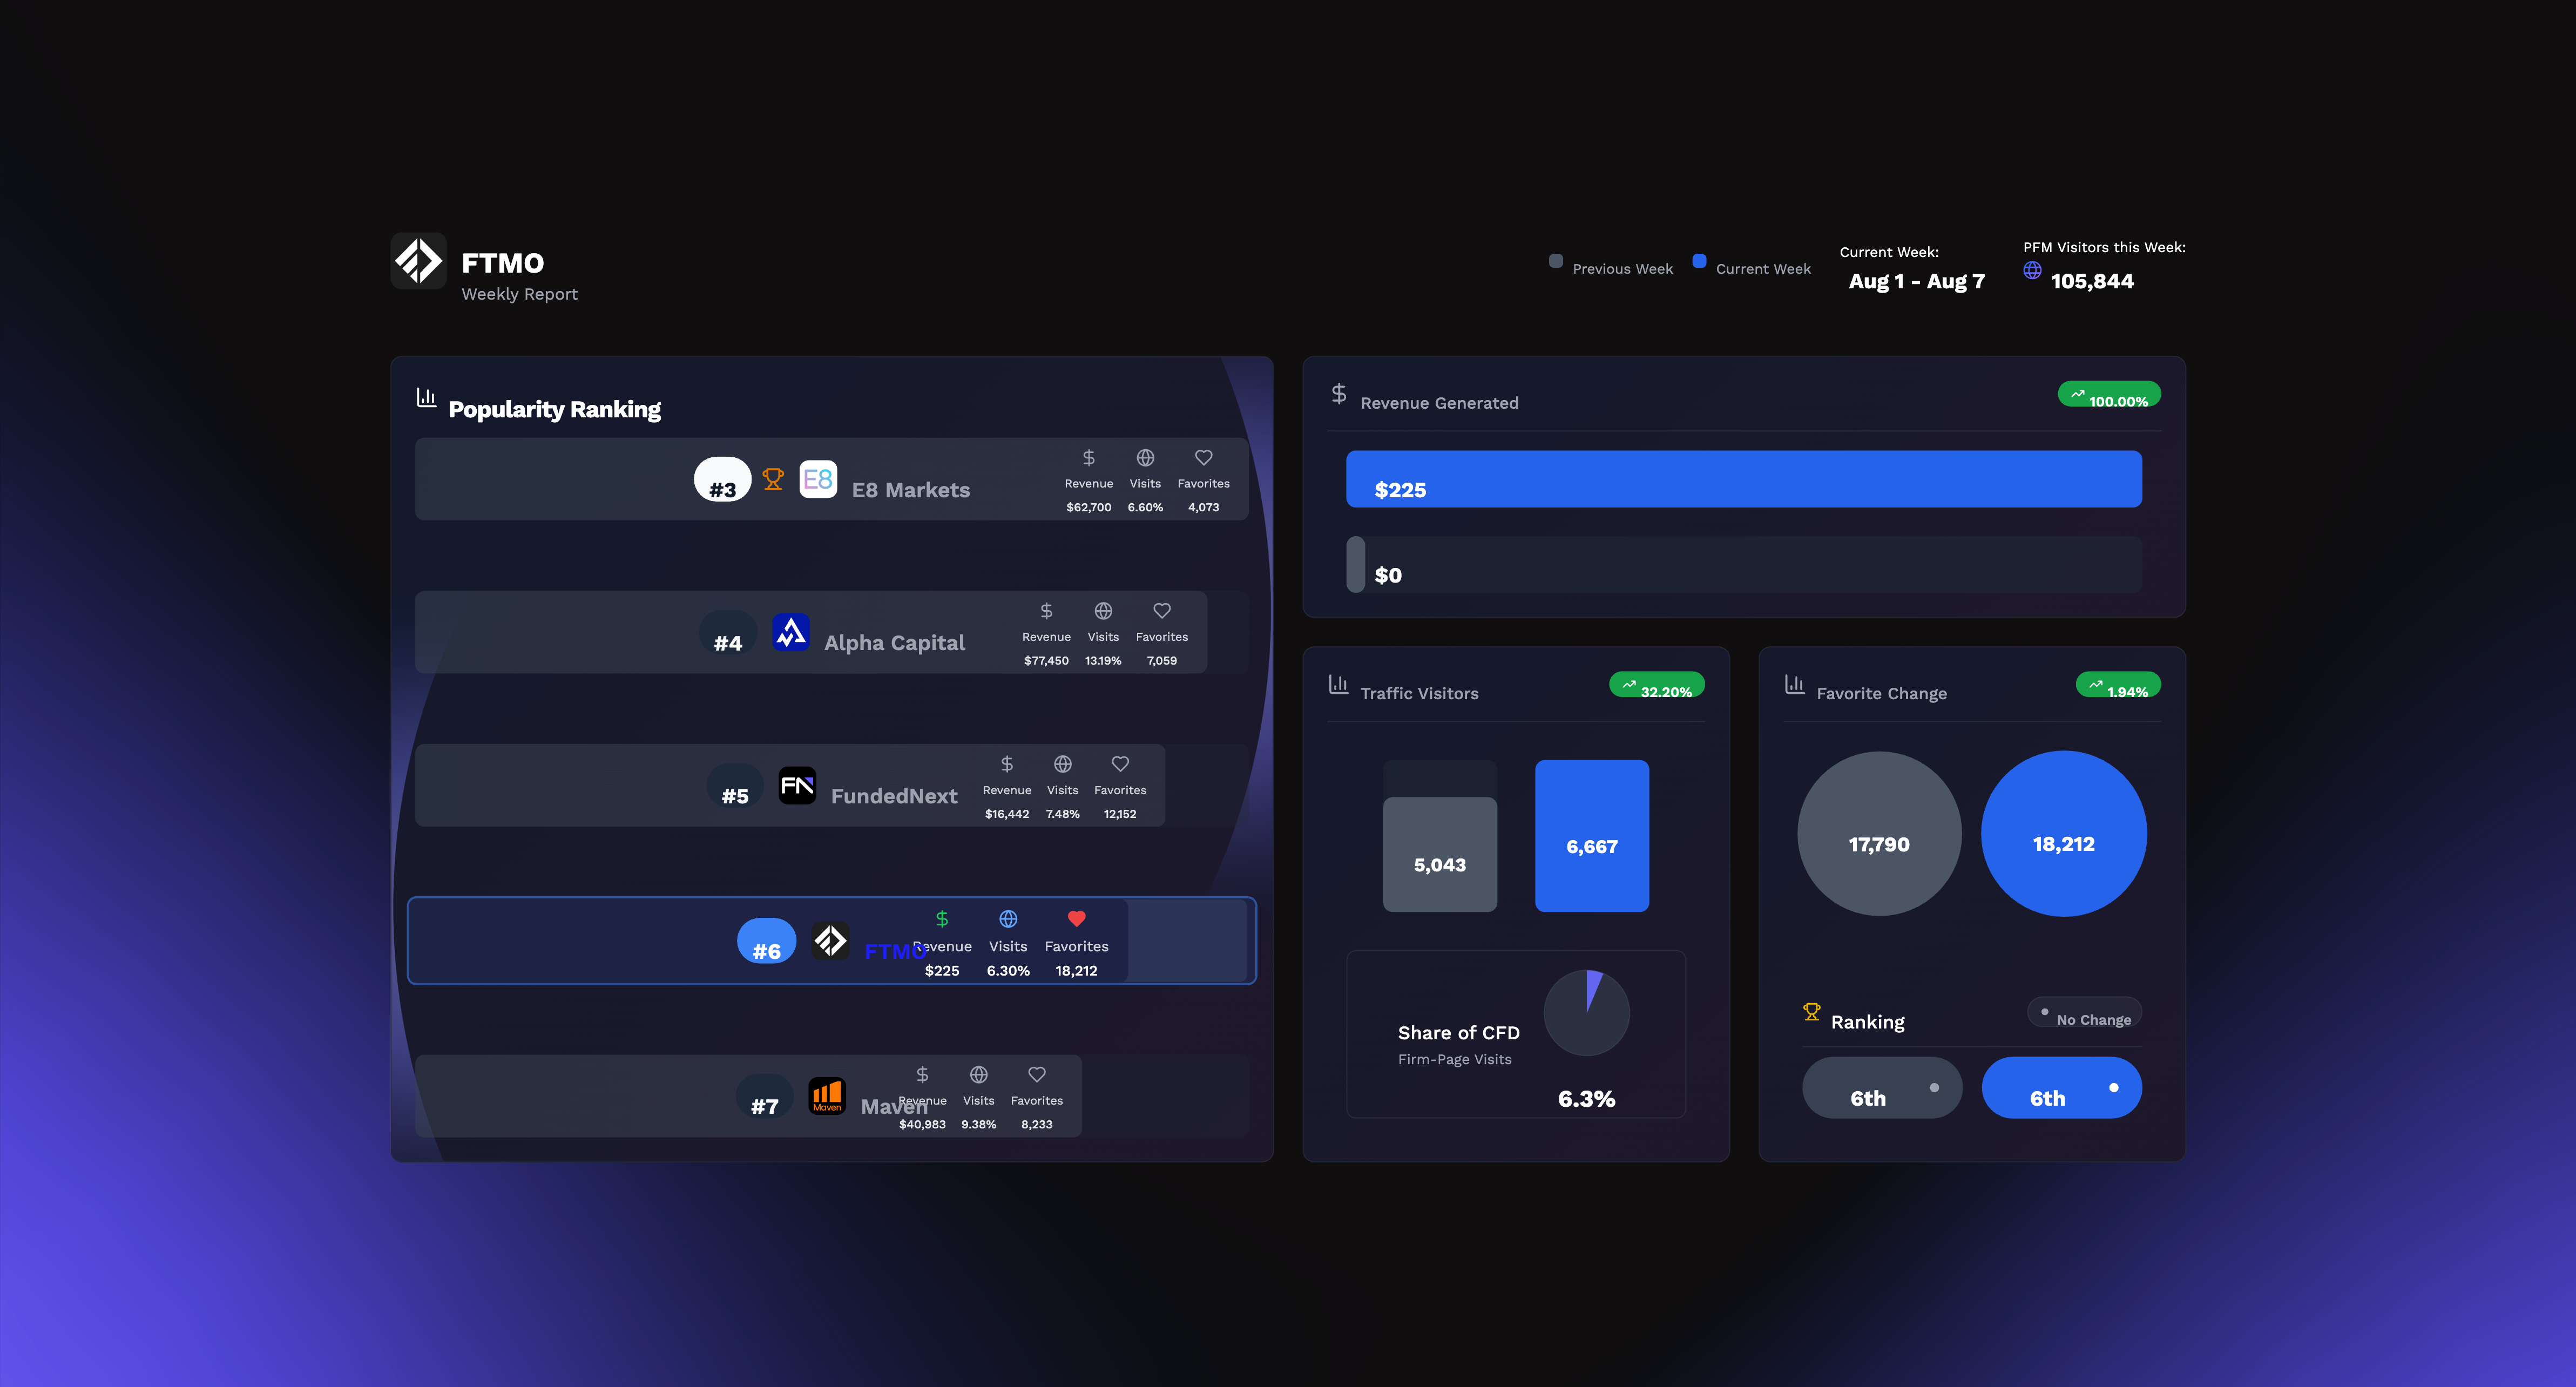 FTMO
Weekly Report
Previous Week
Current Week
Current Week:
Aug 1 - Aug 7
PFM Visitors this Week:
105,844
Popularity Ranking
#3
E8
E8 Markets
Revenue
Visits
Favorites
$62,700
6.60%
4,073
#4
Alpha Capital
Revenue
Visits
Favorites
$77,450
13.19%
7,059
#5
FN
FundedNext
Revenue
Visits
Favorites
$16,442
7.48%
12,152
#6
FTMO
Revenue
Visits
Favorites
$225
6.30%
18,212
#7
Maven
Maven
Revenue
Visits
Favorites
$40,983
9.38%
8,233
Revenue Generated
100.00%
$225
$0
Traffic Visitors
32.20%
5,043
6,667
Share of CFD
Firm-Page Visits
6.3%
Favorite Change
1.94%
17,790
18,212
Ranking
No Change
6th
6th